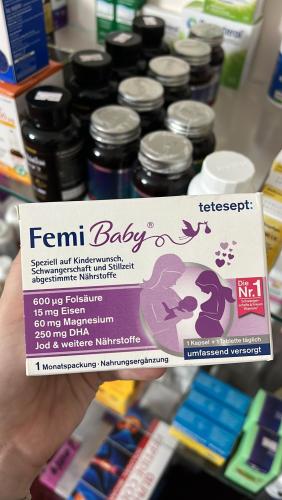 tetesept:
Femi Baby®
Speziell auf Kinderwunsch,
Schwangerschaft und Stillzeit
abgestimmte Nährstoffe
600 µg Folsäure
15 mg Eisen
60 mg Magnesium
250 mg DHA
Jod & weitere Nährstoffe
Die
Nr.1
1 Kapsel + 1 Tablette täglich
umfassend versorgt
1 Monatspackung · Nahrungsergänzung